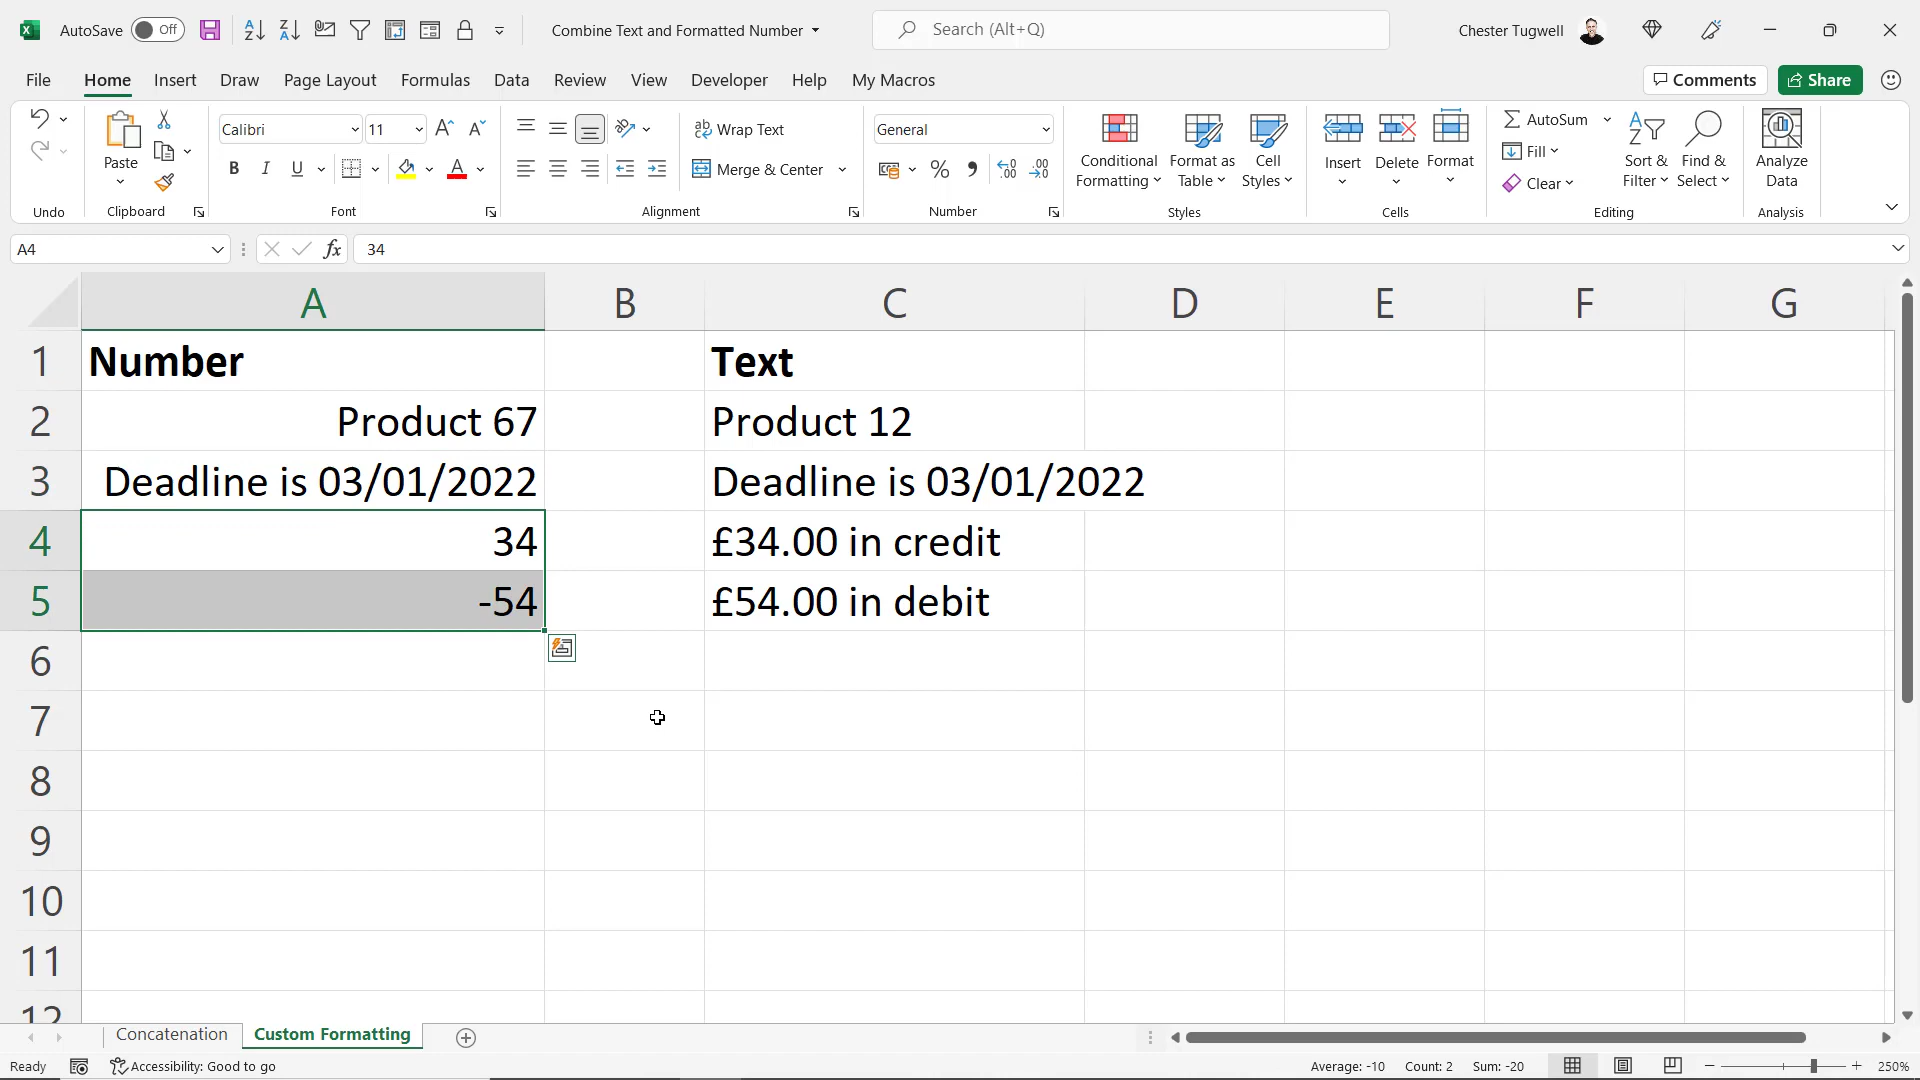 AutoSave Off Combine Text and Formatted Number Search (Alt+Q) Chester Tugwell
File Home Insert Draw Page Layout Formulas Data Review View Developer Help My Macros Comments Share
Paste
Calibri 11
B I U A
ab Wrap Text
Merge & Center
General
%
Conditional Formatting
Format as Table
Cell Styles
Insert Delete Format
AutoSum
Fill
Clear
Sort & Filter
Find & Select
Analyze Data
Undo Clipboard Font Alignment Number Styles Cells Editing Analysis
A4 fx 34
A B C D E F G
1 Number Text
2 Product 67 Product 12
3 Deadline is 03/01/2022 Deadline is 03/01/2022
4 34 £34.00 in credit
5 -54 £54.00 in debit
6
7
8
9
10
11
12
Concatenation Custom Formatting
Ready Accessibility: Good to go Average: -10 Count: 2 Sum: -20 250%